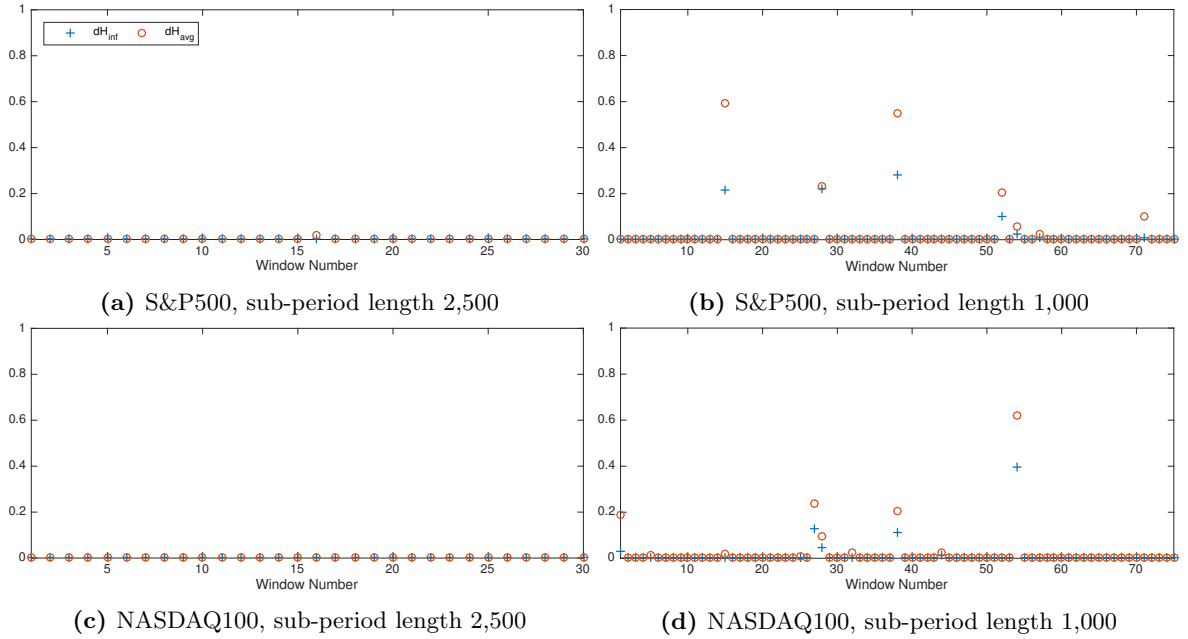 1
0.8
0.6
0.4
0.2
0
+ dH_inf o dH_avg
5 10 15 20 25 30
Window Number
(a) S&P500, sub-period length 2,500
1
0.8
0.6
0.4
0.2
0
10 20 30 40 50 60 70
Window Number
(b) S&P500, sub-period length 1,000
1
0.8
0.6
0.4
0.2
0
5 10 15 20 25 30
Window Number
(c) NASDAQ100, sub-period length 2,500
1
0.8
0.6
0.4
0.2
0
10 20 30 40 50 60 70
Window Number
(d) NASDAQ100, sub-period length 1,000